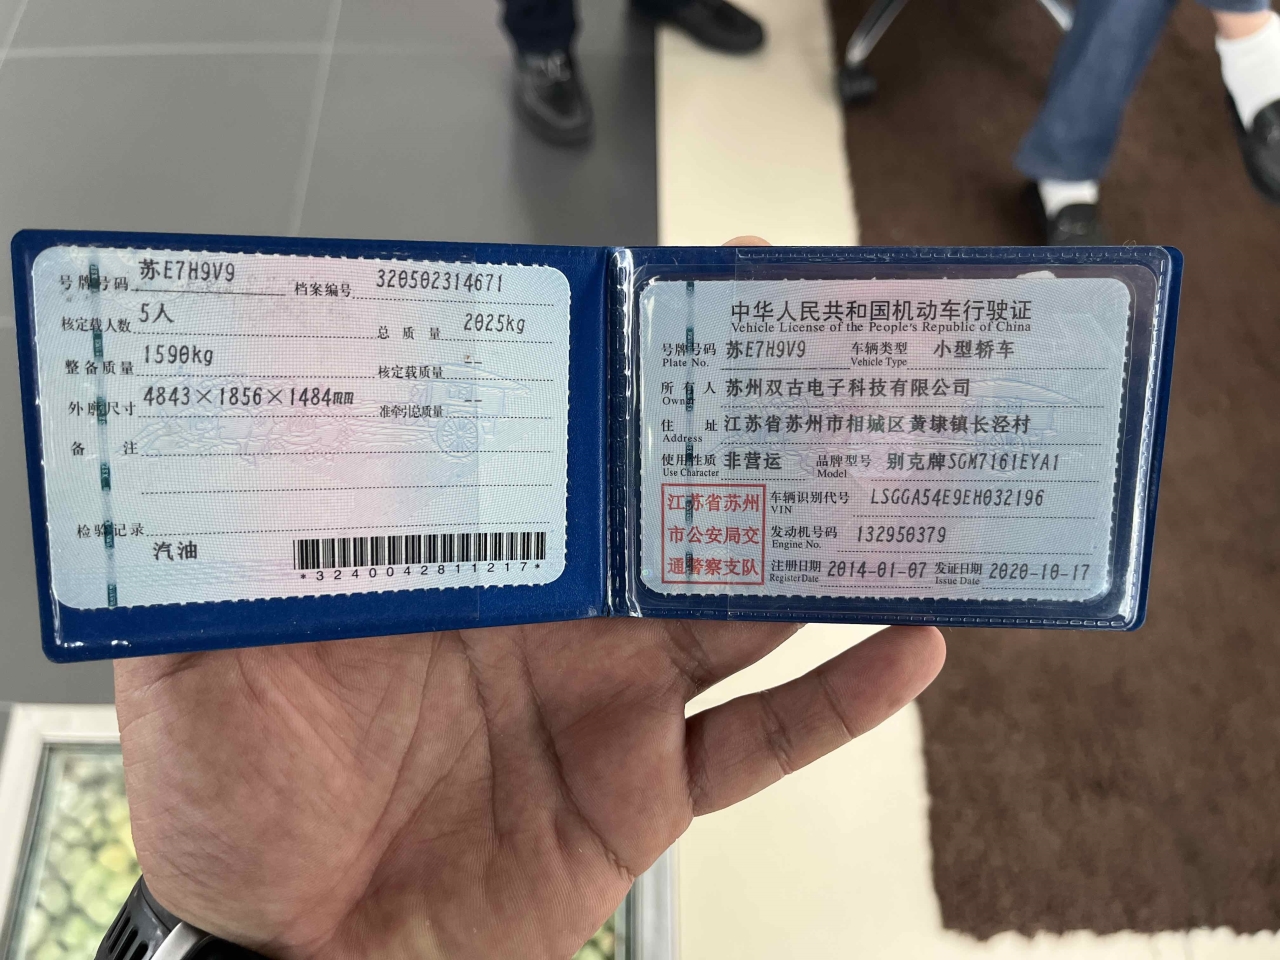 号牌号码 苏E7H9V9 档案编号 320502314671
核定载人数 5人 总质量 2025kg
整备质量 1590kg 核定载质量 --
外廓尺寸 4843×1856×1484mm 准牵引总质量 --
备注
检验记录
汽油
*3240042811217*
中华人民共和国机动车行驶证
Vehicle License of the People's Republic of China
号牌号码 苏E7H9V9 车辆类型 小型轿车
Plate No. Vehicle Type
所有人 苏州双古电子科技有限公司
Owner
住址 江苏省苏州市相城区黄埭镇长泾村
Address
使用性质 非营运 品牌型号 别克牌SGM7161EYA1
Use Character Model
江苏省苏州
市公安局交
通警察支队
车辆识别代号 LSGGA54E9EH032196
VIN
发动机号码 132950379
Engine No.
注册日期 2014-01-07 发证日期 2020-10-17
Register Date Issue Date